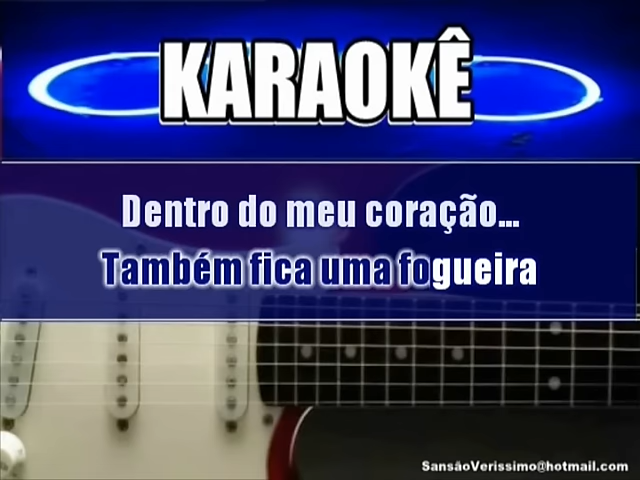 KARAOKÊ
Dentro do meu coração...
Também fica uma fogueira
SansãoVerissimo@hotmail.com